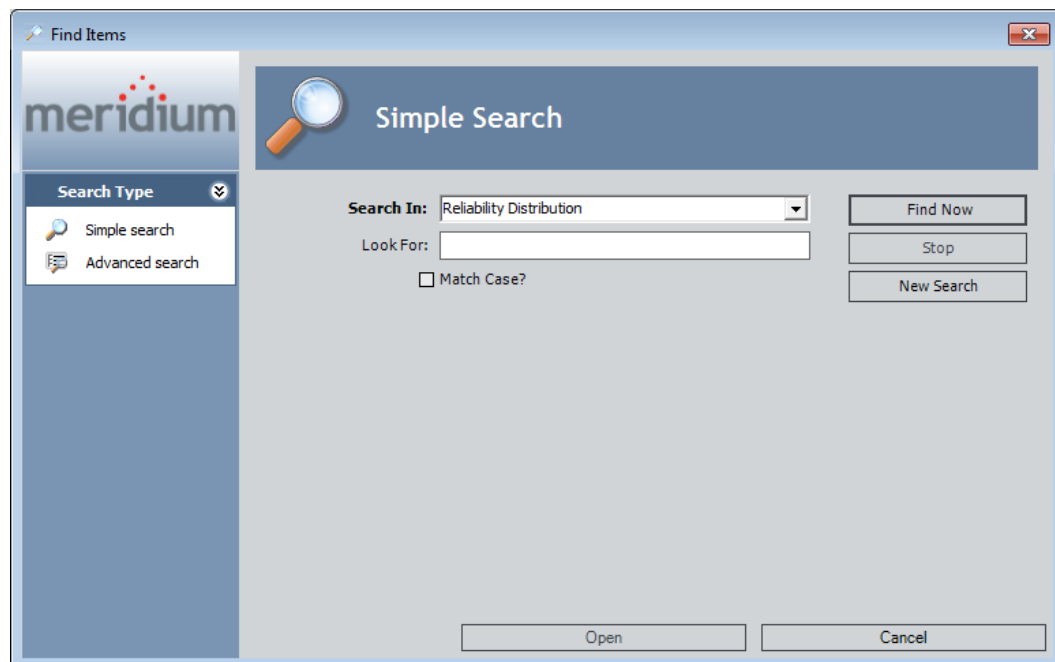 Find Items
meridium
Simple Search
Search Type
Simple search
Advanced search
Search In: Reliability Distribution
Look For:
Match Case?
Find Now
Stop
New Search
Open
Cancel